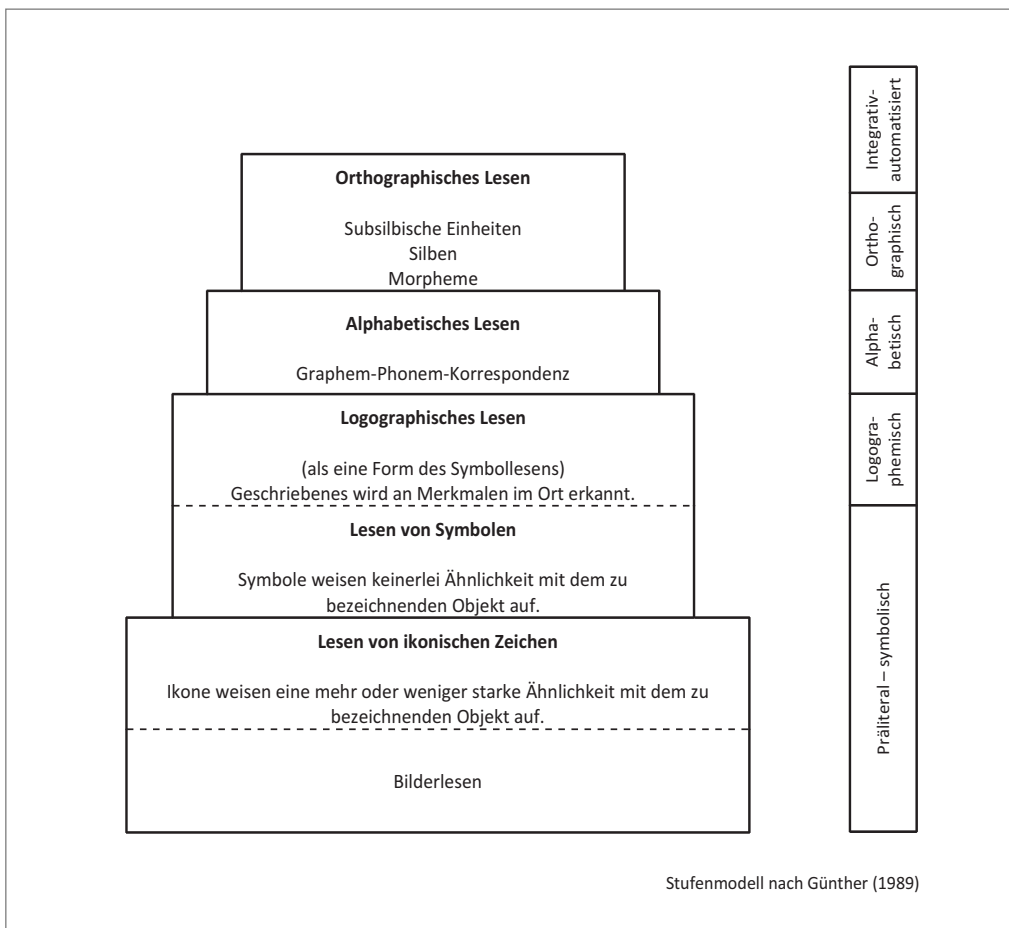 Orthographisches Lesen
Subsilbische Einheiten
Silben
Morpheme
Alphabetisches Lesen
Graphem-Phonem-Korrespondenz
Logographisches Lesen
(als eine Form des Symbollesens)
Geschriebenes wird an Merkmalen im Ort erkannt.
Lesen von Symbolen
Symbole weisen keinerlei Ähnlichkeit mit dem zu
bezeichnenden Objekt auf.
Lesen von ikonischen Zeichen
Ikone weisen eine mehr oder weniger starke Ähnlichkeit mit dem zu
bezeichnenden Objekt auf.
Bilderlesen
Integrativ-
automatisiert
Ortho-
graphisch
Alpha-
betisch
Logogra-
phemisch
Präliteral – symbolisch
Stufenmodell nach Günther (1989)